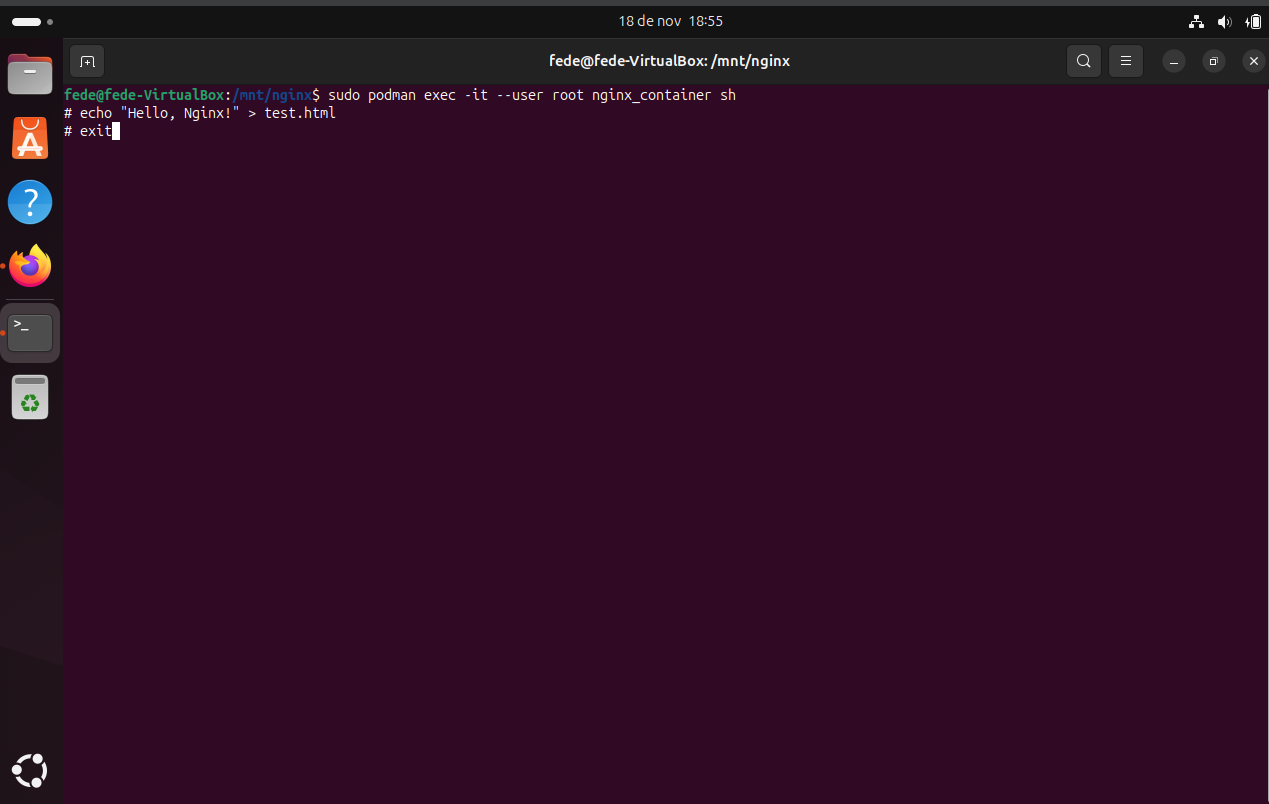 18 de nov 18:55
fede@fede-VirtualBox: /mnt/nginx
fede@fede-VirtualBox:/mnt/nginx$ sudo podman exec -it --user root nginx_container sh
# echo "Hello, Nginx!" > test.html
# exit